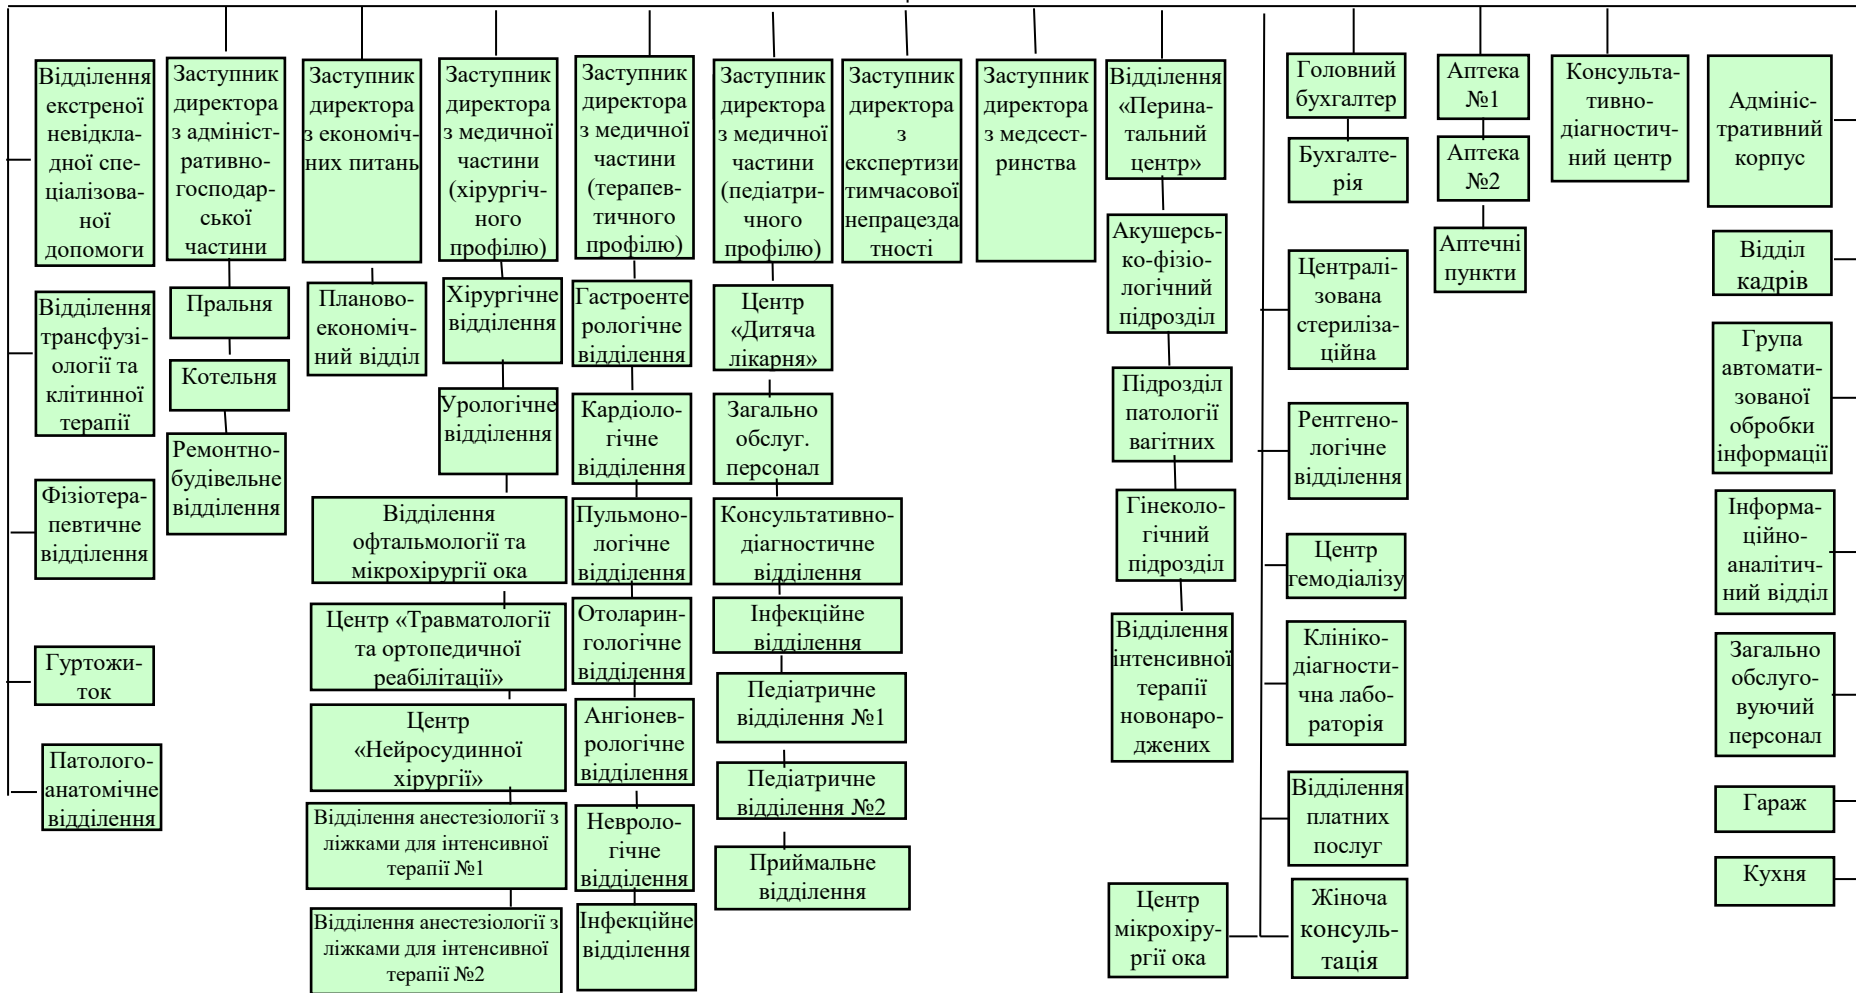 Відділення
екстреної
невідкла-
дної спе-
ціалізова-
ної
допомоги
Відділення
трансфузі-
ології та
клітинної
терапії
Фізіотера-
певтичне
відділення
Гуртожи-
ток
Патолого-
анатомічне
відділення
Заступник
директора
з адмініст-
ративно-
господар-
ської
частини
Пральня
Котельня
Ремонтно-
будівельне
відділення
Заступник
директора
з економіч-
них питань
Планово-
економіч-
ний відділ
Заступник
директора
з медичної
частини
(хірургіч-
ного
профілю)
Хірургічне
відділення
Урологічне
відділення
Відділення
офтальмології та
мікрохірургії ока
Центр «Травматології
та ортопедичної
реабілітації»
Центр
«Нейросудинної
хірургії»
Відділення анестезіології з
ліжками для інтенсивної
терапії №1
Відділення анестезіології з
ліжками для інтенсивної
терапії №2
Заступник
директора
з медичної
частини
(терапев-
тичного
профілю)
Гастроенте
рологічне
відділення
Кардіоло-
гічне
відділення
Пульмоно-
логічне
відділення
Отоларин-
гологічне
відділення
Ангіонев-
рологічне
відділення
Невроло-
гічне
відділення
Інфекційне
відділення
Заступник
директора
з медичної
частини
(педіатри-
чного
профілю)
Центр
«Дитяча
лікарня»
Загально
обслуг.
персонал
Консультативно-
діагностичне
відділення
Інфекційне
відділення
Педіатричне
відділення №1
Педіатричне
відділення №2
Приймальне
відділення
Заступник
директора
з
експертизи
тимчасової
непрацезда
тності
Заступник
директора
з медсест-
ринства
Відділення
«Перина-
тальний
центр»
Акушерсь-
ко-фізіо-
логічний
підрозділ
Підрозділ
патології
вагітних
Гінеколо-
гічний
підрозділ
Відділення
інтенсивної
терапії
новонаро-
джених
Центр
мікрохіру-
ргії ока
Головний
бухгалтер
Бухгалте-
рія
Централі-
зована
стериліза-
ційна
Рентгено-
логічне
відділення
Центр
гемодіалізу
Клініко-
діагности-
чна лабо-
раторія
Відділення
платних
послуг
Жіноча
консуль-
тація
Аптека
№1
Аптека
№2
Аптечні
пункти
Консульта-
тивно-
діагностич-
ний центр
Адмініс-
тративний
корпус
Відділ
кадрів
Група
автомати-
зованої
обробки
інформації
Інформа-
ційно-
аналітич-
ний відділ
Загально
обслуго-
вуючий
персонал
Гараж
Кухня